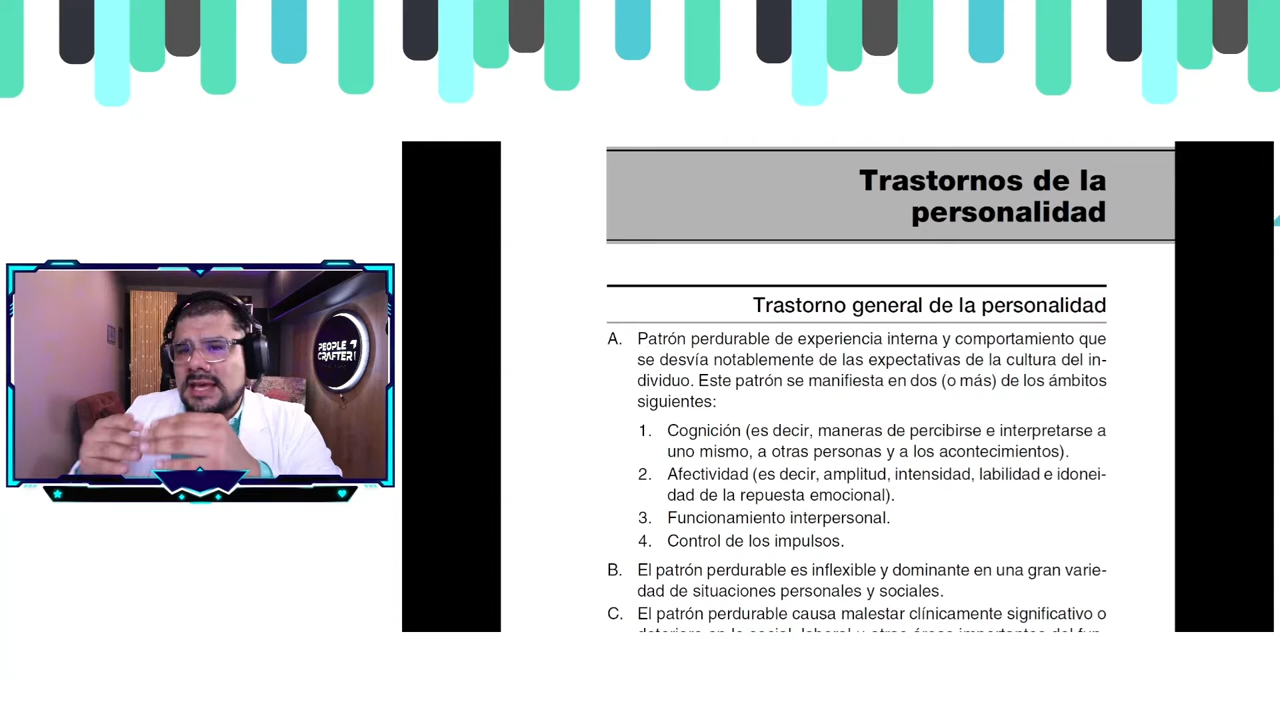 Trastornos de la
personalidad
Trastorno general de la personalidad
A. Patrón perdurable de experiencia interna y comportamiento que
se desvía notablemente de las expectativas de la cultura del in-
dividuo. Este patrón se manifiesta en dos (o más) de los ámbitos
siguientes:
1. Cognición (es decir, maneras de percibirse e interpretarse a
uno mismo, a otras personas y a los acontecimientos).
2. Afectividad (es decir, amplitud, intensidad, labilidad e idonei-
dad de la repuesta emocional).
3. Funcionamiento interpersonal.
4. Control de los impulsos.
B. El patrón perdurable es inflexible y dominante en una gran varie-
dad de situaciones personales y sociales.
C. El patrón perdurable causa malestar clínicamente significativo o
PEOPLE
CRAFTER